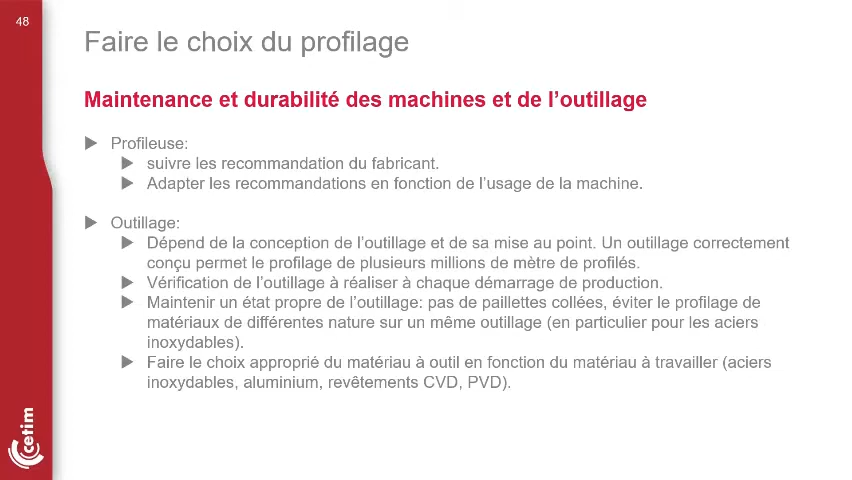 48
Faire le choix du profilage
Maintenance et durabilité des machines et de l’outillage
Profileuse:
suivre les recommandation du fabricant.
Adapter les recommandations en fonction de l’usage de la machine.
Outillage:
Dépend de la conception de l’outillage et de sa mise au point. Un outillage correctement
conçu permet le profilage de plusieurs millions de mètre de profilés.
Vérification de l’outillage à réaliser à chaque démarrage de production.
Maintenir un état propre de l’outillage: pas de paillettes collées, éviter le profilage de
matériaux de différentes nature sur un même outillage (en particulier pour les aciers
inoxydables).
Faire le choix approprié du matériau à outil en fonction du matériau à travailler (aciers
inoxydables, aluminium, revêtements CVD, PVD).
cetim